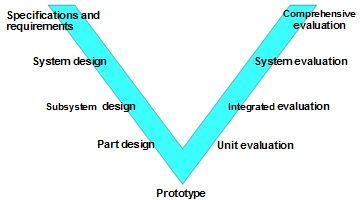 Specifications and
requirements
Comprehensive
evaluation
System design
System evaluation
Subsystem design
Integrated evaluation
Part design
Unit evaluation
Prototype